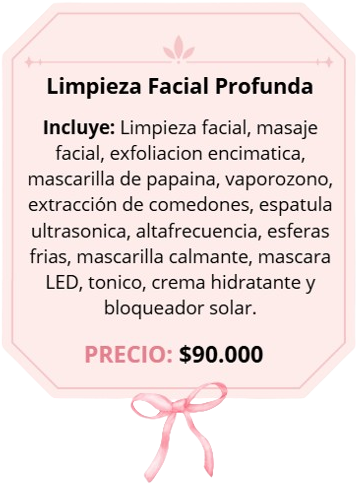 Limpieza Facial Profunda
Incluye: Limpieza facial, masaje
facial, exfoliacion encimatica,
mascarilla de papaina, vaporozono,
extracción de comedones, espatula
ultrasonica, altafrecuencia, esferas
frias, mascarilla calmante, mascara
LED, tonico, crema hidratante y
bloqueador solar.
PRECIO: $90.000